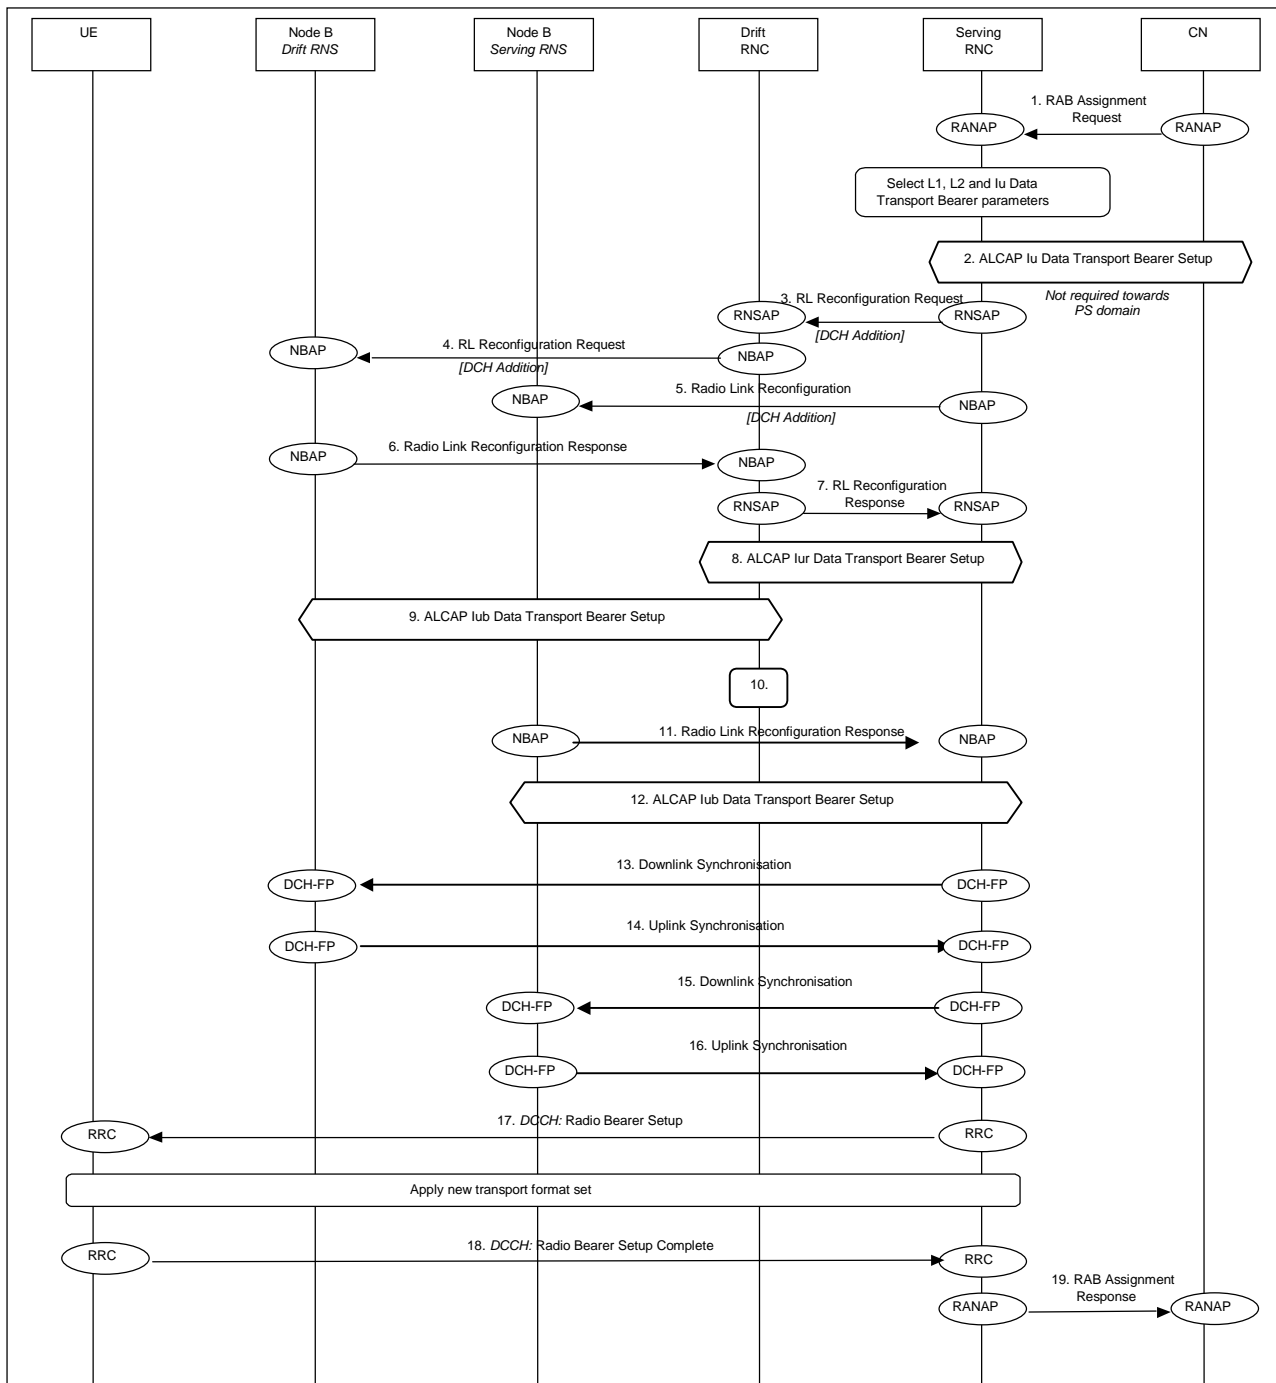 UE
Node B
Drift RNS
Node B
Serving RNS
Drift
RNC
Serving
RNC
CN
1. RAB Assignment
Request
RANAP
RANAP
Select L1, L2 and Iu Data
Transport Bearer parameters
2. ALCAP Iu Data Transport Bearer Setup
Not required towards
PS domain
3. RL Reconfiguration Request
RNSAP
RNSAP
[DCH Addition]
4. RL Reconfiguration Request
NBAP
NBAP
[DCH Addition]
5. Radio Link Reconfiguration
NBAP
NBAP
[DCH Addition]
6. Radio Link Reconfiguration Response
NBAP
NBAP
7. RL Reconfiguration
Response
RNSAP
RNSAP
8. ALCAP Iur Data Transport Bearer Setup
9. ALCAP Iub Data Transport Bearer Setup
10.
11. Radio Link Reconfiguration Response
NBAP
NBAP
12. ALCAP Iub Data Transport Bearer Setup
13. Downlink Synchronisation
DCH-FP
DCH-FP
14. Uplink Synchronisation
DCH-FP
DCH-FP
15. Downlink Synchronisation
DCH-FP
DCH-FP
16. Uplink Synchronisation
DCH-FP
DCH-FP
17. DCCH: Radio Bearer Setup
RRC
RRC
Apply new transport format set
18. DCCH: Radio Bearer Setup Complete
RRC
RRC
19. RAB Assignment
Response
RANAP
RANAP